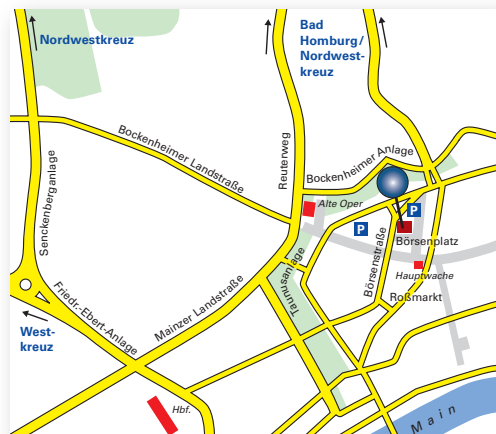 Nordwestkreuz
Bad
Homburg/
Nordwest-
kreuz
Bockenheimer Landstraße
Reuterweg
Bockenheimer Anlage
Senckenberganlage
Alte Oper
P
P
Börsenplatz
Börsenstraße
Hauptwache
Taunusanlage
Roßmarkt
Mainzer Landstraße
Friedr.-Ebert-Anlage
West-
kreuz
Hbf.
Main